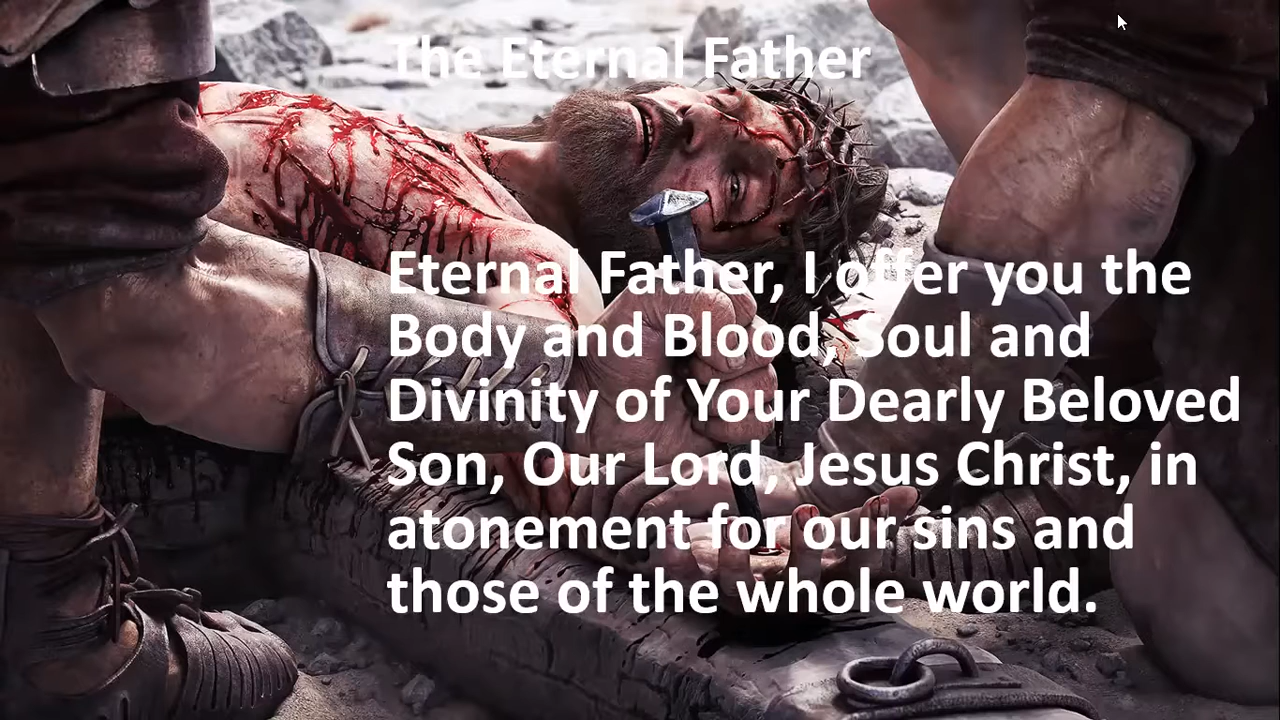 The Eternal Father
Eternal Father, I offer you the
Body and Blood, Soul and
Divinity of Your Dearly Beloved
Son, Our Lord, Jesus Christ, in
atonement for our sins and
those of the whole world.